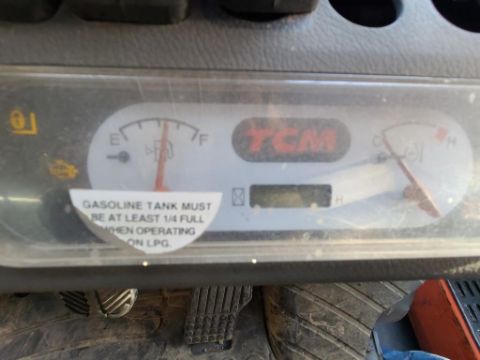 E F
TCM
C H
H
GASOLINE TANK MUST
BE AT LEAST 1/4 FULL
WHEN OPERATING
ON LPG.